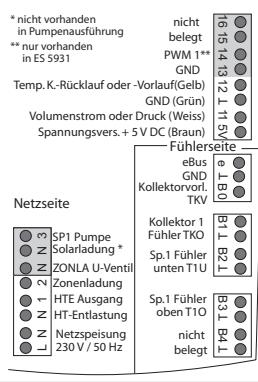 * nicht vorhanden
in Pumpenausführung
** nur vorhanden
in ES 5931
nicht 16
belegt 15
PWM 1** 14
GND 13
Temp. K.-Rücklauf oder -Vorlauf(Gelb) 12
GND (Grün) ⊥
Volumenstrom oder Druck (Weiss) 11
Spannungsvers. + 5 V DC (Braun) 5V
Fühlerseite
eBus e
GND ⊥
Kollektorvorl. B0
TKV
Kollektor 1 B1
Fühler TKO ⊥
Sp.1 Fühler B2
unten T1U ⊥
Sp.1 Fühler B3
oben T1O ⊥
nicht B4
belegt ⊥
Netzseite
3 SP1 Pumpe
N Solarladung *
N ZONLA U-Ventil
2 Zonenladung
1 HTE Ausgang
N HT-Entlastung
N Netzspeisung
L 230 V / 50 Hz